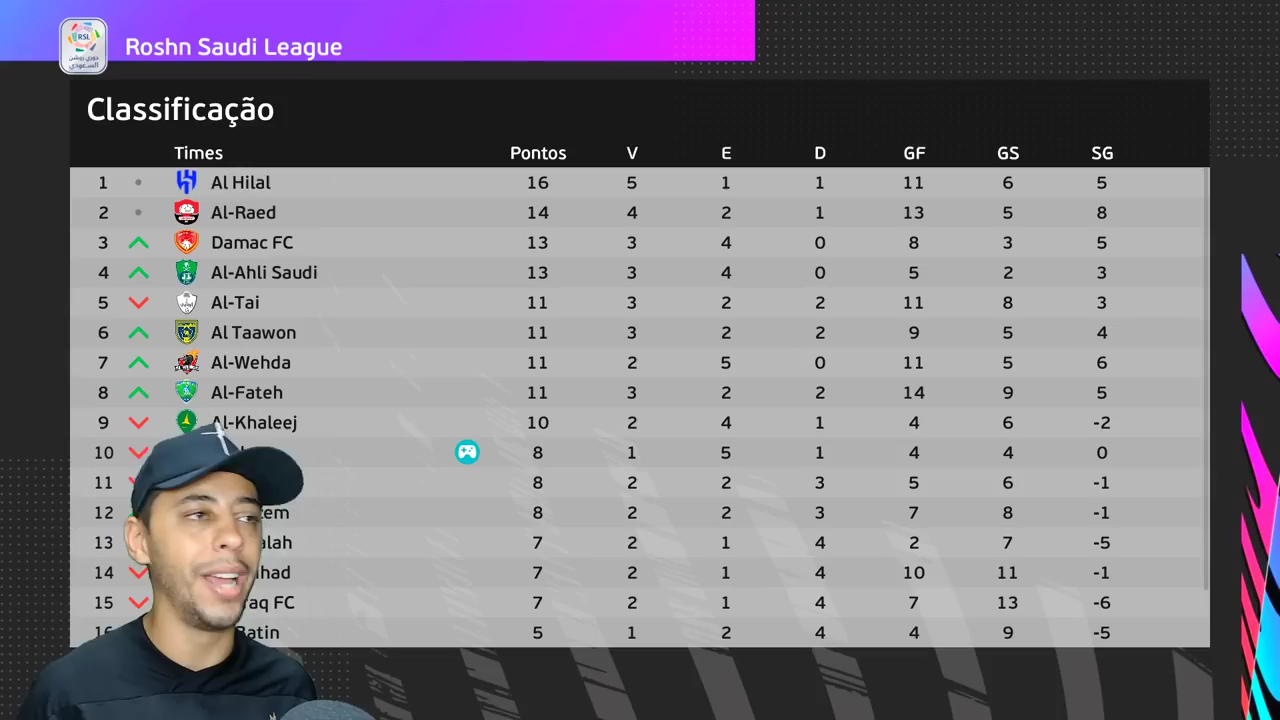 RSL
دوري روشن
السعودي
Roshn Saudi League
Classificação
Times Pontos V E D GF GS SG
1 Al Hilal 16 5 1 1 11 6 5
2 Al-Raed 14 4 2 1 13 5 8
3 Damac FC 13 3 4 0 8 3 5
4 Al-Ahli Saudi 13 3 4 0 5 2 3
5 Al-Tai 11 3 2 2 11 8 3
6 Al Taawon 11 3 2 2 9 5 4
7 Al-Wehda 11 2 5 0 11 5 6
8 Al-Fateh 11 3 2 2 14 9 5
9 Al-Khaleej 10 2 4 1 4 6 -2
10 8 1 5 1 4 4 0
11 8 2 2 3 5 6 -1
12 8 2 2 3 7 8 -1
13 7 2 1 4 2 7 -5
14 7 2 1 4 10 11 -1
15 FC 7 2 1 4 7 13 -6
16 Batin 5 1 2 4 4 9 -5